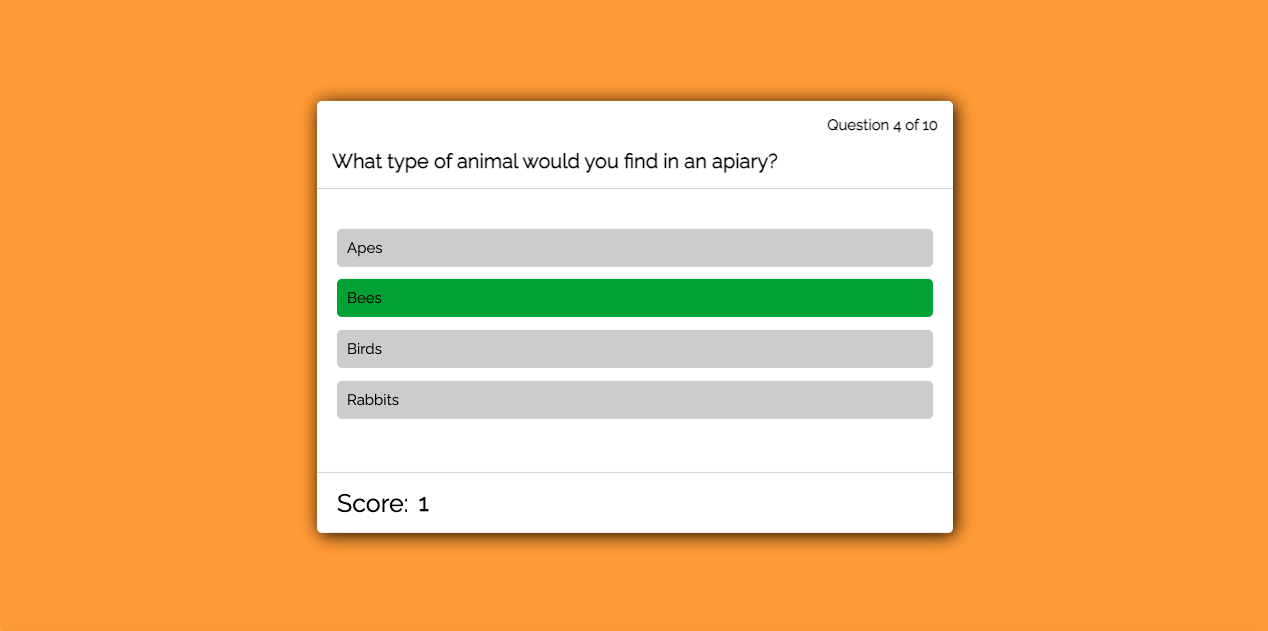 Question 4 of 10
What type of animal would you find in an apiary?
Apes
Bees
Birds
Rabbits
Score: 1